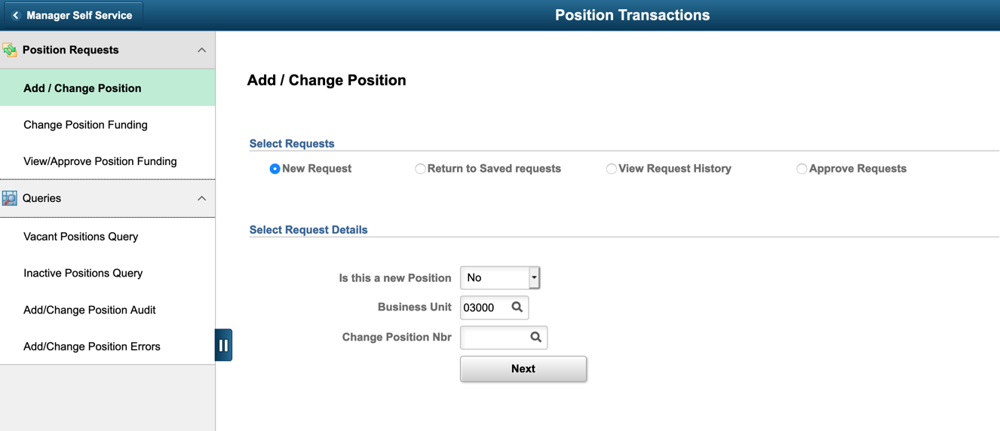 Manager Self Service
Position Transactions
Position Requests
Add / Change Position
Change Position Funding
View/Approve Position Funding
Queries
Vacant Positions Query
Inactive Positions Query
Add/Change Position Audit
Add/Change Position Errors
Add / Change Position
Select Requests
New Request Return to Saved requests View Request History Approve Requests
Select Request Details
Is this a new Position No
Business Unit 03000
Change Position Nbr
Next